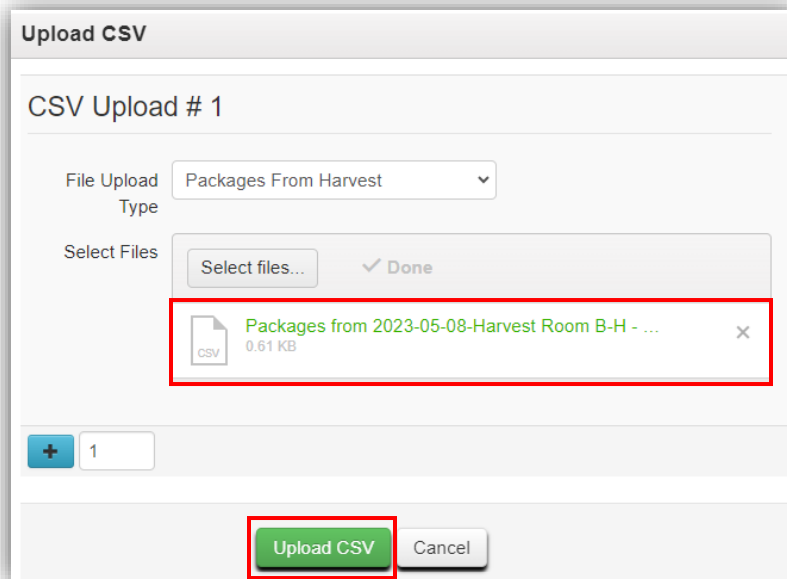 Upload CSV
CSV Upload # 1
File Upload
Type
Packages From Harvest
Select Files
Select files...
Done
Packages from 2023-05-08-Harvest Room B-H - ...
0.61 KB
CSV
1
Upload CSV
Cancel